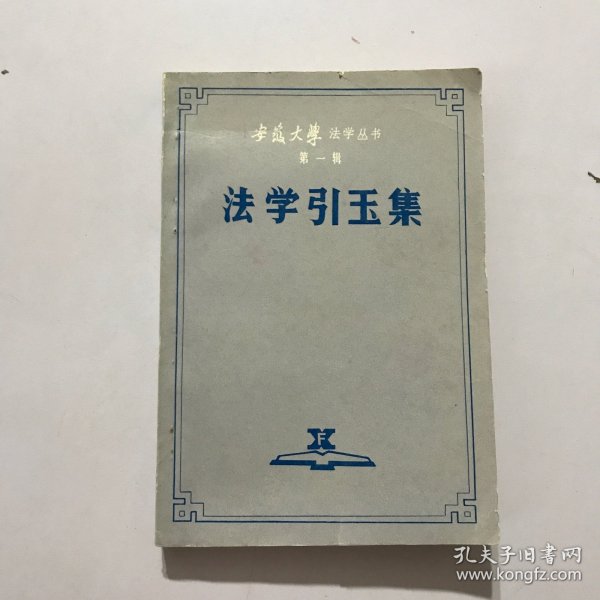 安徽大学 法学丛书
第一辑
法学引玉集
F
孔夫子旧书网
www.kongfz.com